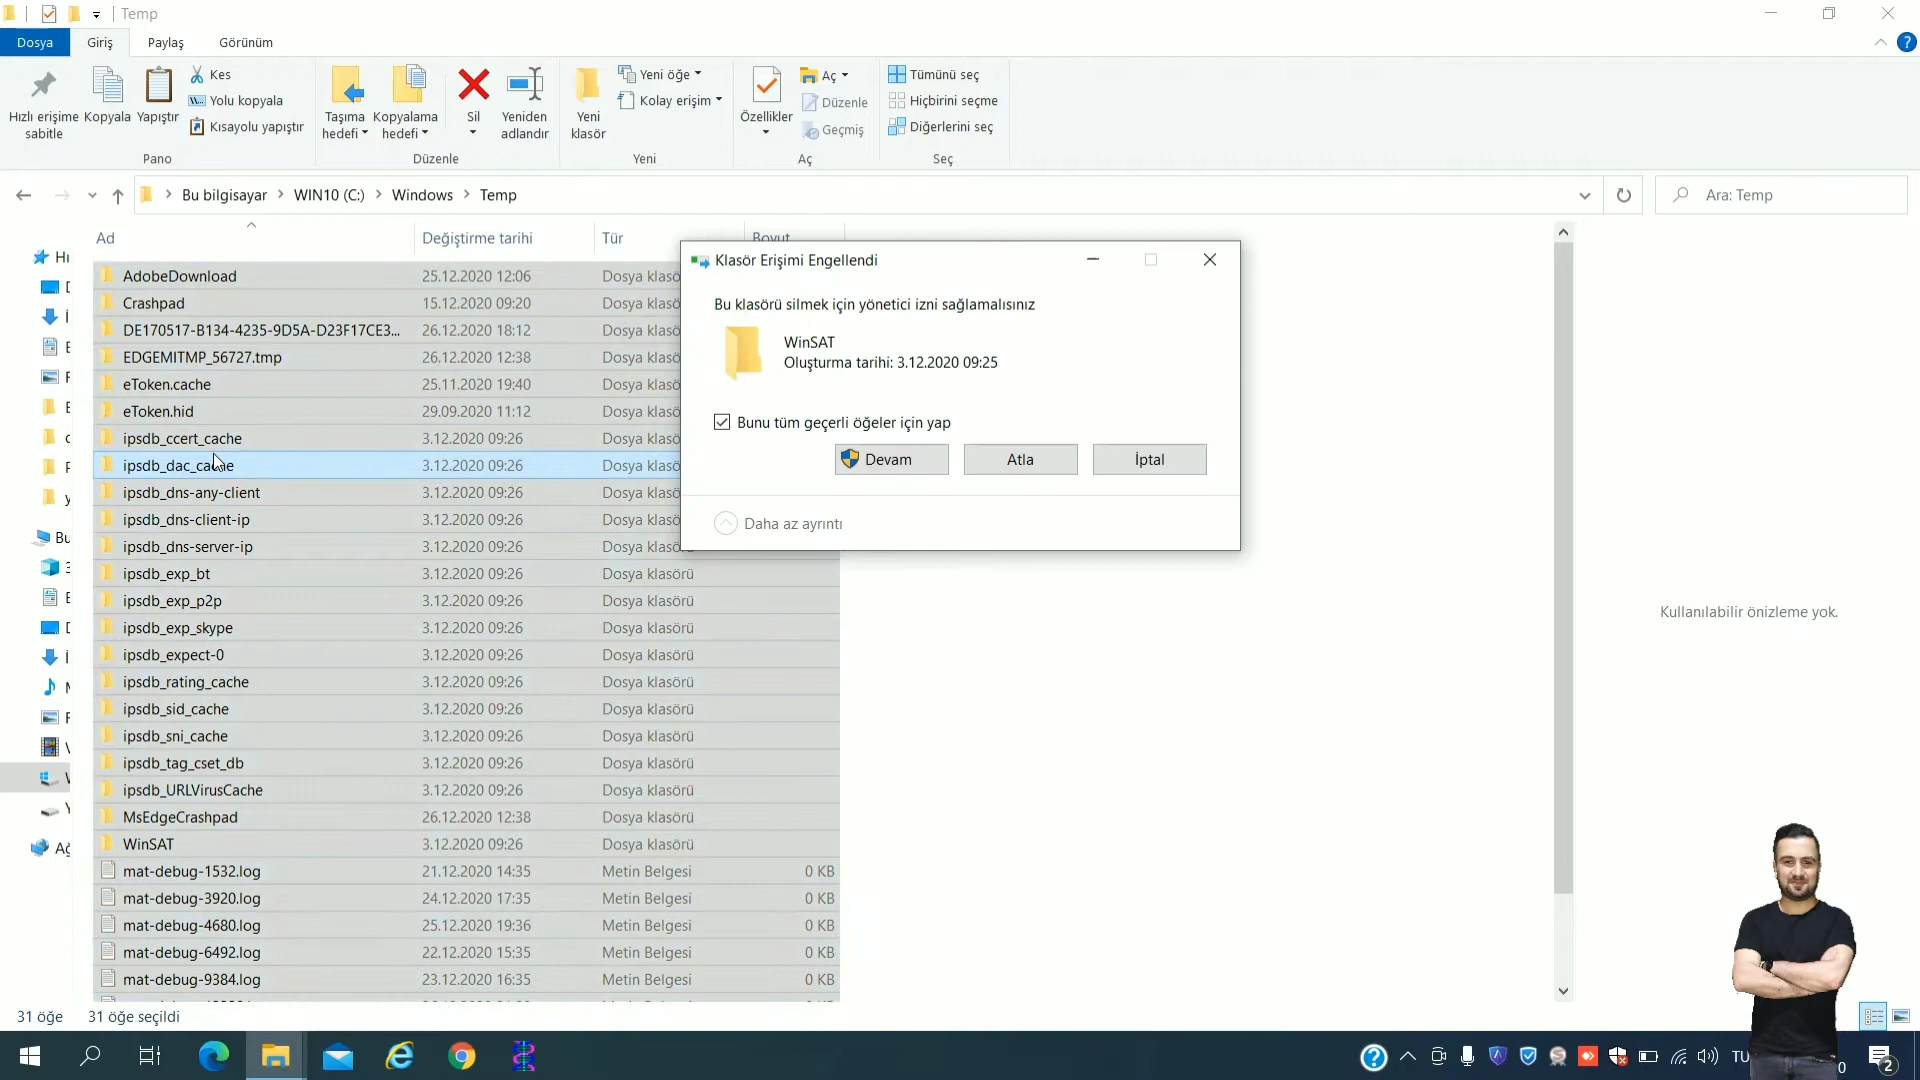 Temp
Dosya
Giriş
Paylaş
Görünüm
Hızlı erişime sabitle
Kopyala
Yapıştır
Kes
Yolu kopyala
Kısayolu yapıştır
Pano
Taşıma hedefi
Kopyalama hedefi
Sil
Yeniden adlandır
Düzenle
Yeni klasör
Yeni öğe
Kolay erişim
Yeni
Özellikler
Aç
Düzenle
Geçmiş
Aç
Tümünü seç
Hiçbirini seçme
Diğerlerini seç
Seç
Bu bilgisayar
WIN10 (C:)
Windows
Temp
Ara: Temp
Ad
Değiştirme tarihi
Tür
Boyut
AdobeDownload 25.12.2020 12:06 Dosya klasö
Crashpad 15.12.2020 09:20 Dosya klasö
DE170517-B134-4235-9D5A-D23F17CE3... 26.12.2020 18:12 Dosya klasö
EDGEMITMP_56727.tmp 26.12.2020 12:38 Dosya klasö
eToken.cache 25.11.2020 19:40 Dosya klasö
eToken.hid 29.09.2020 11:12 Dosya klasö
ipsdb_ccert_cache 3.12.2020 09:26 Dosya klasö
ipsdb_dac_cache 3.12.2020 09:26 Dosya klasö
ipsdb_dns-any-client 3.12.2020 09:26 Dosya klasö
ipsdb_dns-client-ip 3.12.2020 09:26 Dosya klasö
ipsdb_dns-server-ip 3.12.2020 09:26 Dosya klasörü
ipsdb_exp_bt 3.12.2020 09:26 Dosya klasörü
ipsdb_exp_p2p 3.12.2020 09:26 Dosya klasörü
ipsdb_exp_skype 3.12.2020 09:26 Dosya klasörü
ipsdb_expect-0 3.12.2020 09:26 Dosya klasörü
ipsdb_rating_cache 3.12.2020 09:26 Dosya klasörü
ipsdb_sid_cache 3.12.2020 09:26 Dosya klasörü
ipsdb_sni_cache 3.12.2020 09:26 Dosya klasörü
ipsdb_tag_cset_db 3.12.2020 09:26 Dosya klasörü
ipsdb_URLVirusCache 3.12.2020 09:26 Dosya klasörü
MsEdgeCrashpad 26.12.2020 12:38 Dosya klasörü
WinSAT 3.12.2020 09:26 Dosya klasörü
mat-debug-1532.log 21.12.2020 14:35 Metin Belgesi 0 KB
mat-debug-3920.log 24.12.2020 17:35 Metin Belgesi 0 KB
mat-debug-4680.log 25.12.2020 19:36 Metin Belgesi 0 KB
mat-debug-6492.log 22.12.2020 15:35 Metin Belgesi 0 KB
mat-debug-9384.log 23.12.2020 16:35 Metin Belgesi 0 KB
Klasör Erişimi Engellendi
Bu klasörü silmek için yönetici izni sağlamalısınız
WinSAT
Oluşturma tarihi: 3.12.2020 09:25
Bunu tüm geçerli öğeler için yap
Devam
Atla
İptal
Daha az ayrıntı
Kullanılabilir önizleme yok.
31 öğe
31 öğe seçildi
TU
0
2